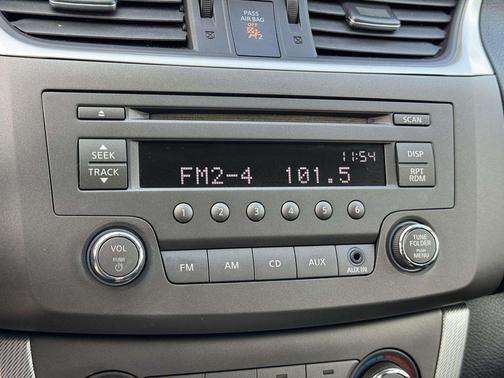 PASS
AIR BAG
OFF
2
SCAN
11:54
SEEK
TRACK
FM2-4 101.5
DISP
RPT
RDM
1 2 3 4 5 6
VOL
PUSH
TUNE
FOLDER
PUSH
MENU
FM AM CD AUX
AUX IN